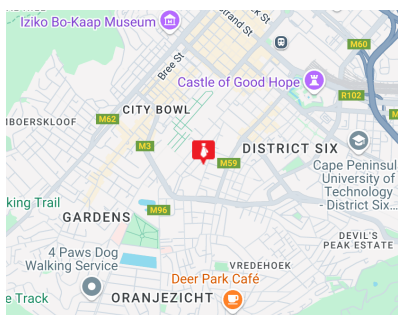 Iziko Bo-Kaap Museum
Strand St
Bree St
M60
Castle of Good Hope
R102
CITY BOWL
M62
IBOERSKLOOF
M3
DISTRICT SIX
M59
Cape Peninsul
University of
Technology
- District Six...
king Trail
M96
GARDENS
DEVIL'S
PEAK ESTATE
4 Paws Dog
Walking Service
VREDEHOEK
Deer Park Café
e Track
ORANJEZICHT